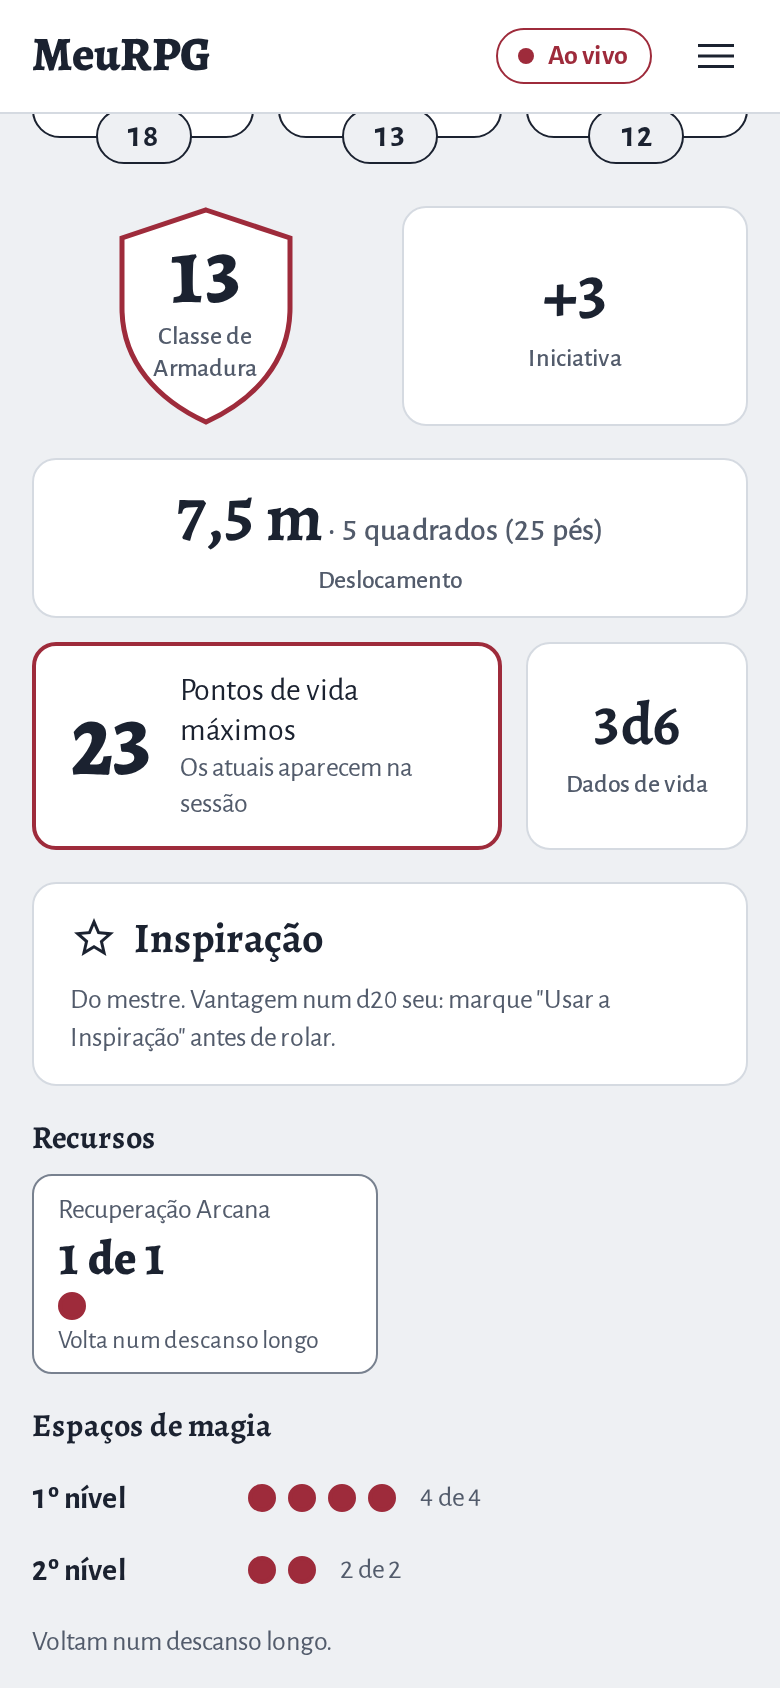 MeuRPG
Ao vivo
18
13
12
13
Classe de
Armadura
+3
Iniciativa
7,5 m · 5 quadrados (25 pés)
Deslocamento
23
Pontos de vida
máximos
Os atuais aparecem na
sessão
3d6
Dados de vida
Inspiração
Do mestre. Vantagem num d20 seu: marque "Usar a
Inspiração" antes de rolar.
Recursos
Recuperação Arcana
1 de 1
Volta num descanso longo
Espaços de magia
1º nível
4 de 4
2º nível
2 de 2
Voltam num descanso longo.